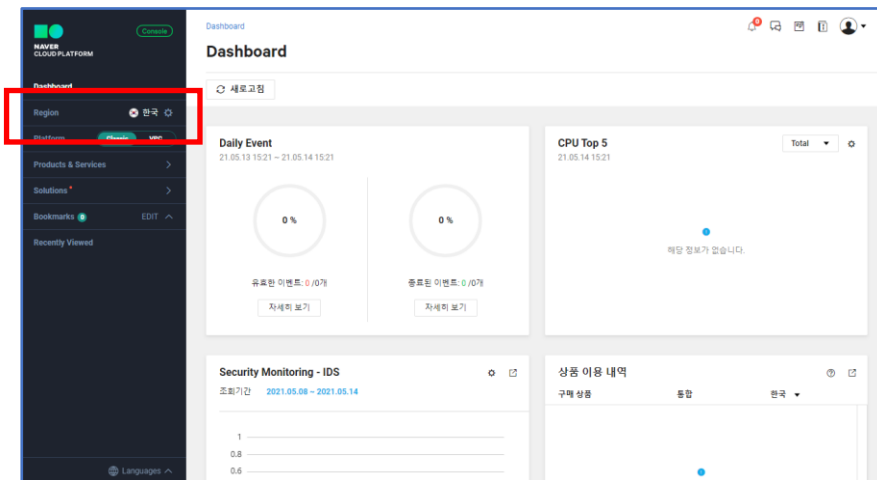 NAVER
CLOUD PLATFORM
Console
Dashboard
Region 한국
Platform Classic VPC
Products & Services
Solutions
Bookmarks 0 EDIT
Recently Viewed
Languages
Dashboard
Dashboard
새로고침
Daily Event
21.05.13 15:21 ~ 21.05.14 15:21
0 % 0 %
유효한 이벤트: 0 /0개 종료된 이벤트: 0 /0개
자세히 보기 자세히 보기
CPU Top 5 Total
21.05.14 15:21
해당 정보가 없습니다.
Security Monitoring - IDS
조회기간 2021.05.08 ~ 2021.05.14
1
0.8
0.6
상품 이용 내역
구매 상품 통합 한국